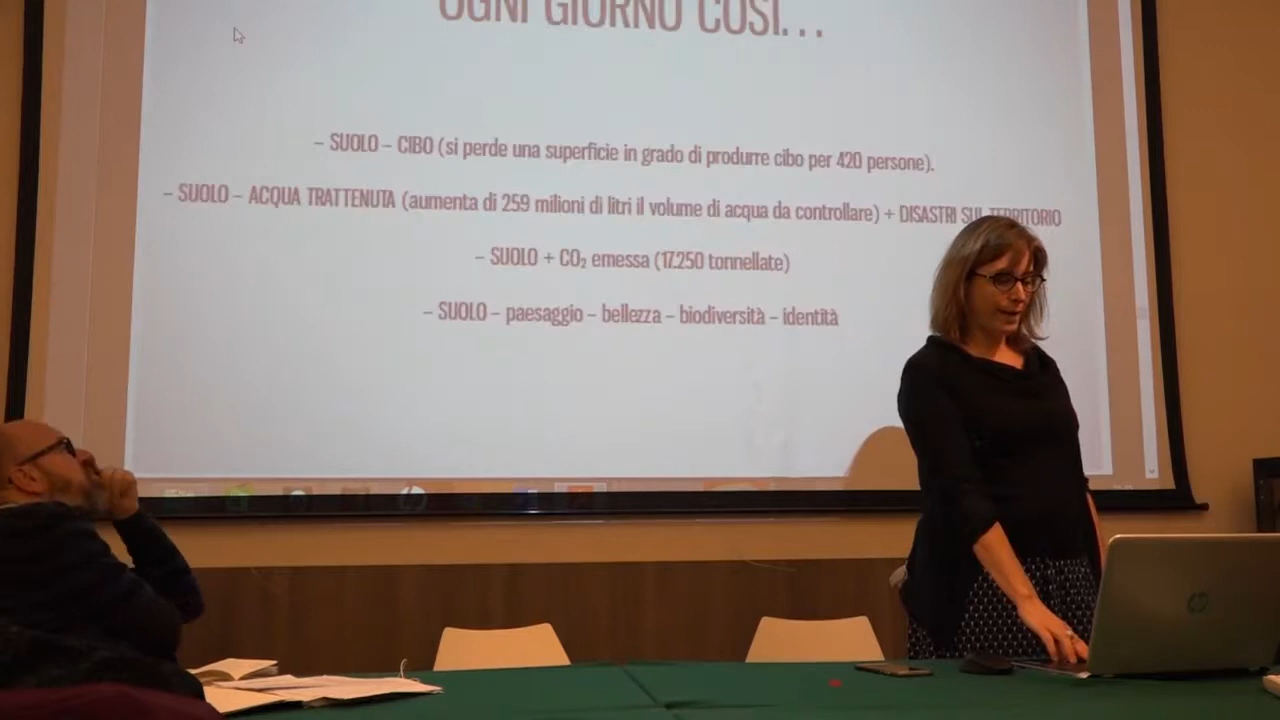 OGNI GIORNO COSÌ...
– SUOLO – CIBO (si perde una superficie in grado di produrre cibo per 420 persone).
– SUOLO – ACQUA TRATTENUTA (aumenta di 259 milioni di litri il volume di acqua da controllare) + DISASTRI SUL TERRITORIO
– SUOLO + CO₂ emessa (17.250 tonnellate)
– SUOLO – paesaggio – bellezza – biodiversità – identità
hp